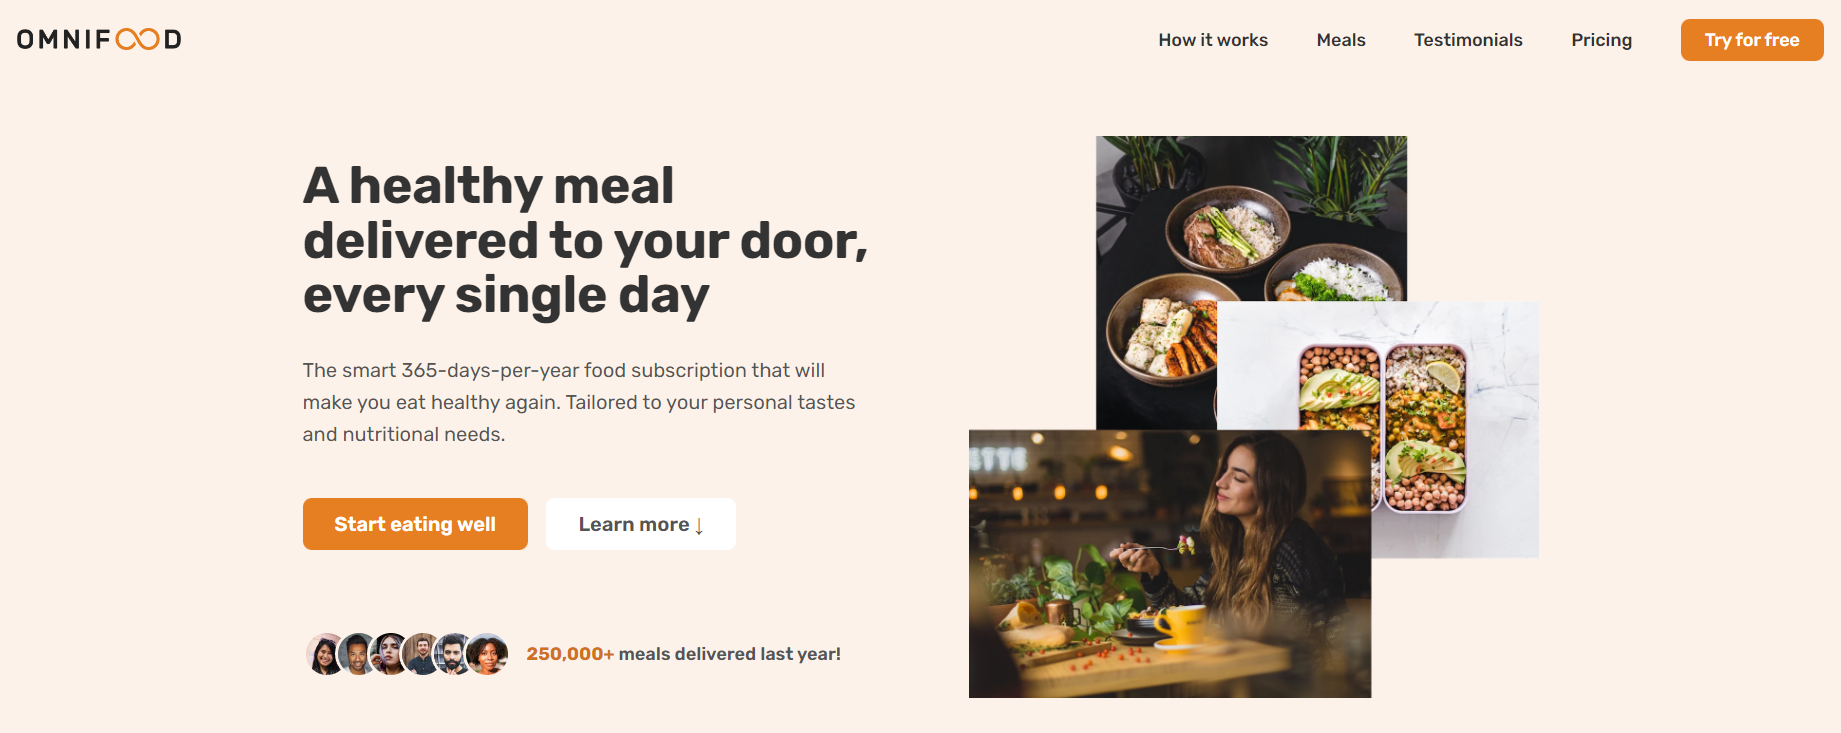 OMNIFOOD
How it works
Meals
Testimonials
Pricing
Try for free
A healthy meal
delivered to your door,
every single day
The smart 365-days-per-year food subscription that will
make you eat healthy again. Tailored to your personal tastes
and nutritional needs.
Start eating well
Learn more ↓
250,000+ meals delivered last year!